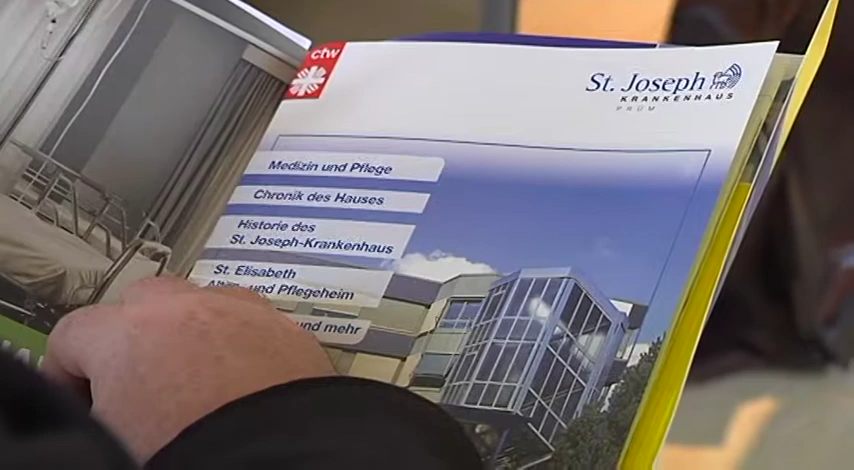 ctw
St. Joseph
KRANKENHAUS
PRÜM
Medizin und Pflege
Chronik des Hauses
Historie des
St. Joseph-Krankenhauses
St. Elisabeth
und Pflegeheim
und mehr